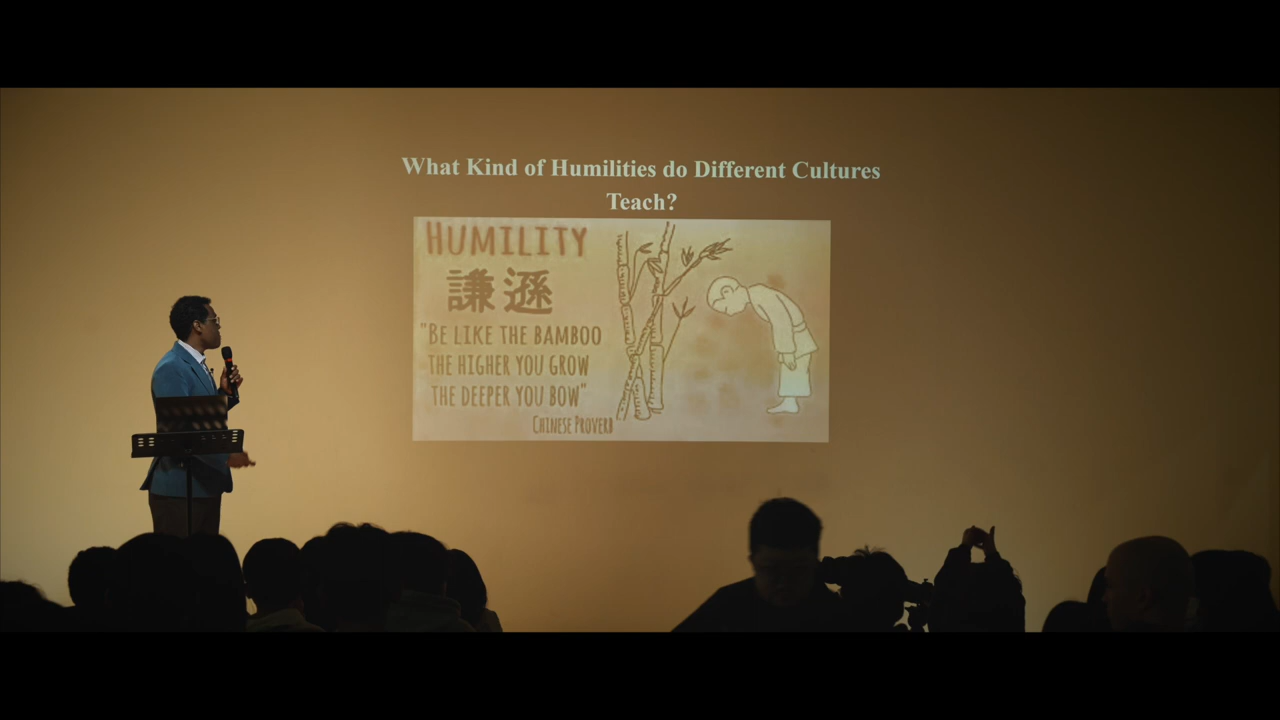 What Kind of Humilities do Different Cultures
Teach?
HUMILITY
謙遜
"BE LIKE THE BAMBOO
THE HIGHER YOU GROW
THE DEEPER YOU BOW"
CHINESE PROVERB